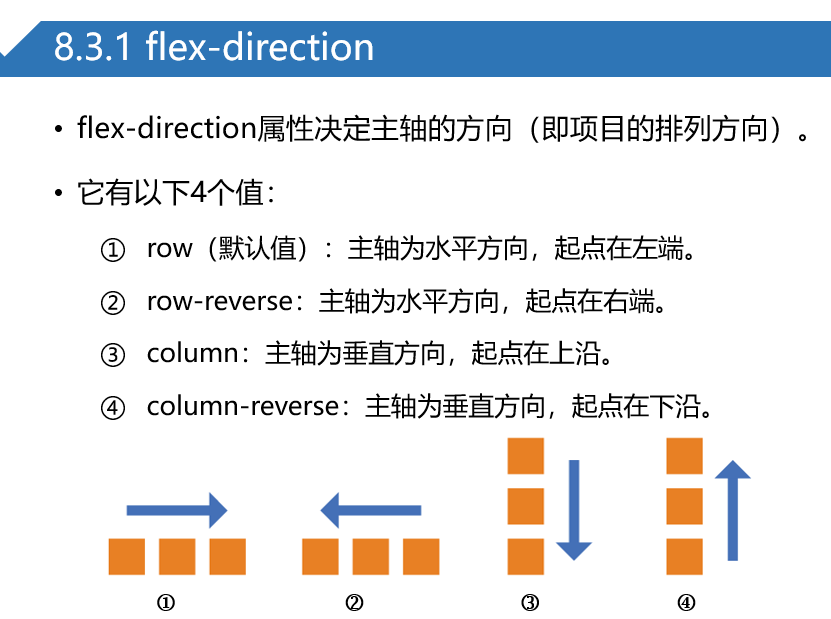 8.3.1 flex-direction
• flex-direction属性决定主轴的方向（即项目的排列方向）。
• 它有以下4个值：
① row（默认值）：主轴为水平方向，起点在左端。
② row-reverse：主轴为水平方向，起点在右端。
③ column：主轴为垂直方向，起点在上沿。
④ column-reverse：主轴为垂直方向，起点在下沿。
① ② ③ ④